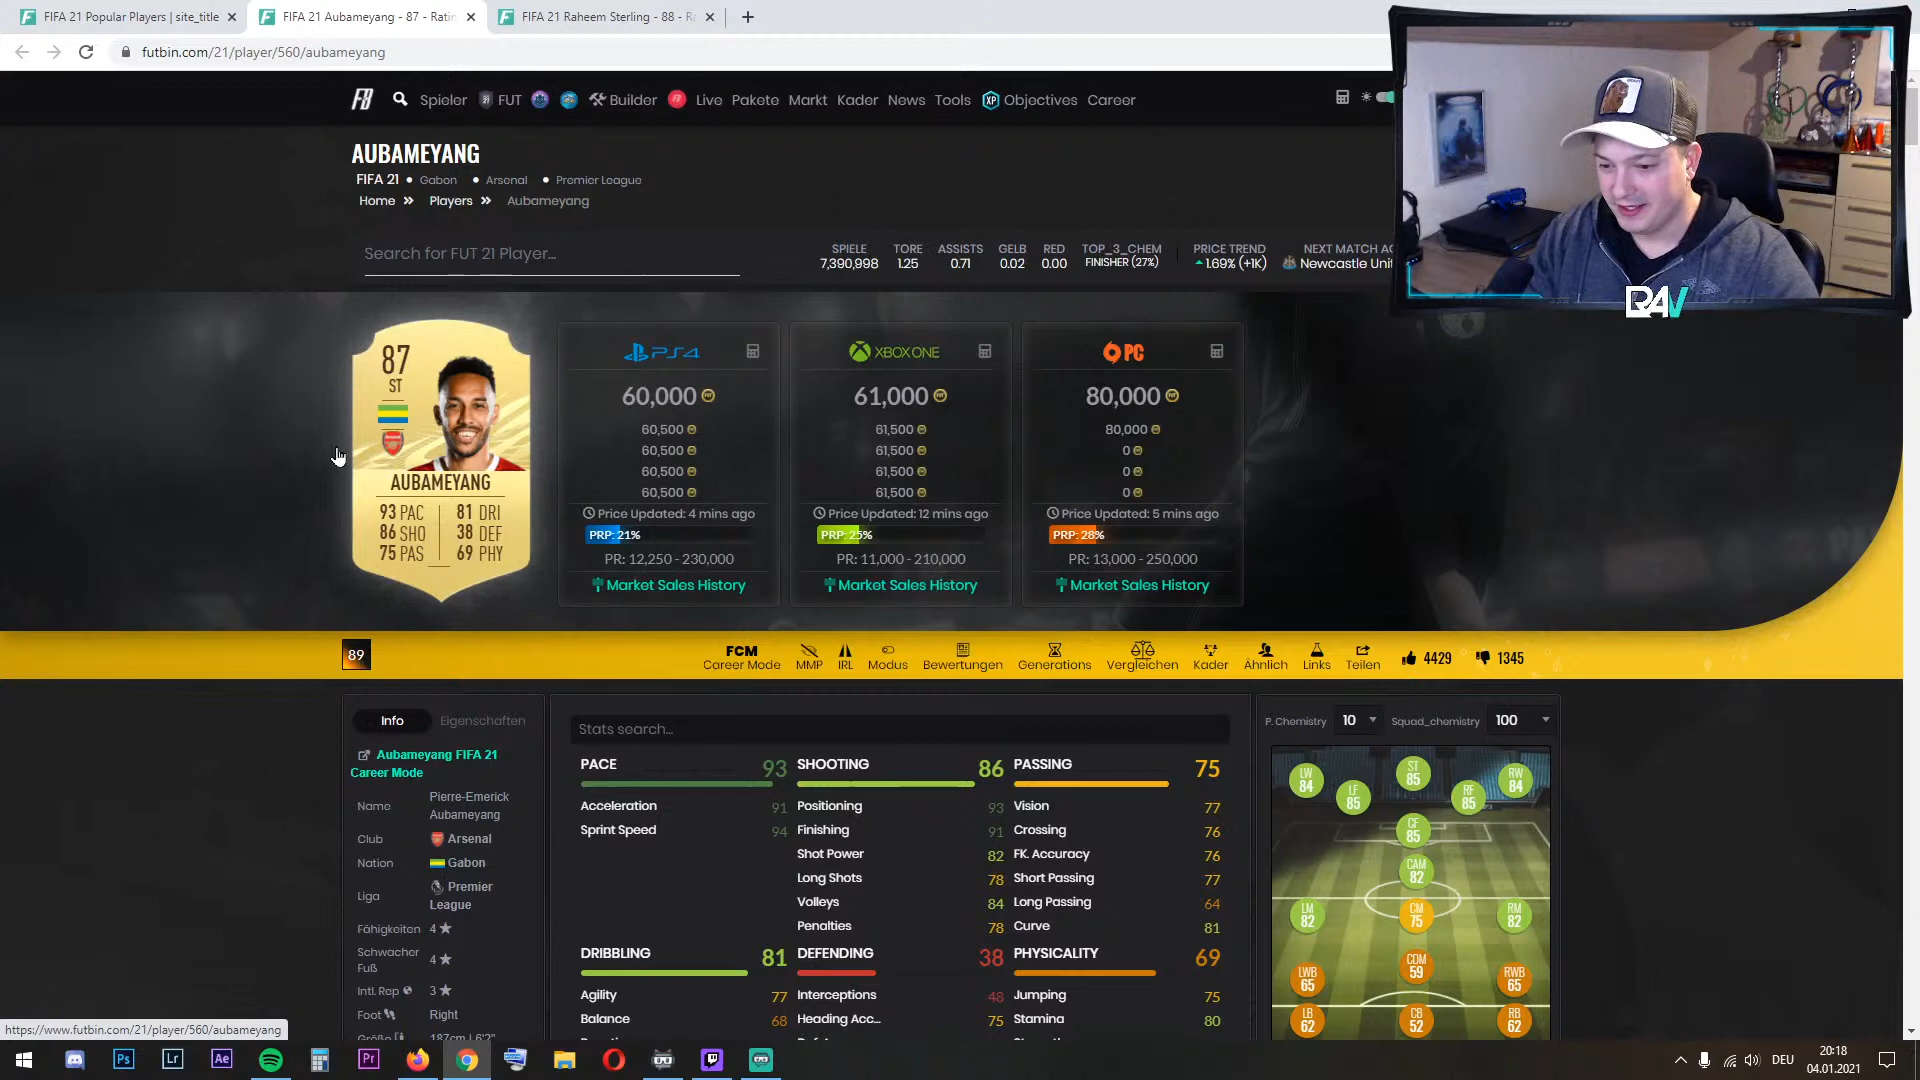 FIFA 21 Popular Players | site_title
FIFA 21 Aubameyang - 87 - Ratin
FIFA 21 Raheem Sterling - 88 - Ra
futbin.com/21/player/560/aubameyang
Spieler FUT Builder Live Pakete Markt Kader News Tools XP Objectives Career
AUBAMEYANG
FIFA 21 • Gabon • Arsenal • Premier League
Home » Players » Aubameyang
Search for FUT 21 Player...
SPIELE TORE ASSISTS GELB RED TOP_3_CHEM PRICE TREND
7,390,998 1.25 0.71 0.02 0.00 FINISHER (27%) 1.69% (+1K) Newcastle Unit
RAV
87
ST
AUBAMEYANG
93 PAC 81 DRI
86 SHO 38 DEF
75 PAS 69 PHY
PS4
60,000
60,500
60,500
60,500
60,500
Price Updated: 4 mins ago
PRP: 21%
PR: 12,250 - 230,000
Market Sales History
XBOX ONE
61,000
61,500
61,500
61,500
61,500
Price Updated: 12 mins ago
PRP: 25%
PR: 11,000 - 210,000
Market Sales History
PC
80,000
80,000
0
0
0
Price Updated: 5 mins ago
PRP: 28%
PR: 13,000 - 250,000
Market Sales History
89
FCM
Career Mode MMP IRL Modus Bewertungen Generations Vergleichen Kader Ähnlich Links Teilen 4429 1345
Info Eigenschaften
Aubameyang FIFA 21
Career Mode
Name Pierre-Emerick
Aubameyang
Club Arsenal
Nation Gabon
Liga Premier
League
Fähigkeiten 4★
Schwacher
Fuß 4★
Intl. Rep 3★
Foot Right
187cm | 6'2"
Stats search...
PACE 93
Acceleration 91
Sprint Speed 94
SHOOTING 86
Positioning 93
Finishing 91
Shot Power 82
Long Shots 78
Volleys 84
Penalties 78
PASSING 75
Vision 77
Crossing 76
FK. Accuracy 76
Short Passing 77
Long Passing 64
Curve 81
DRIBBLING 81
Agility 77
Balance 68
DEFENDING 38
Interceptions 48
Heading Acc... 75
PHYSICALITY 69
Jumping 75
Stamina 80
P. Chemistry 10 Squad_chemistry 100
LW 84
LF 85
ST 85
RF 85
RW 84
CF 85
CAM 82
LM 82
CM 75
RM 82
LWB 65
CDM 59
RWB 65
LB 62
CB 52
RB 62
https://www.futbin.com/21/player/560/aubameyang
Ps Lr Ae Pr
DEU
20:18
04.01.2021